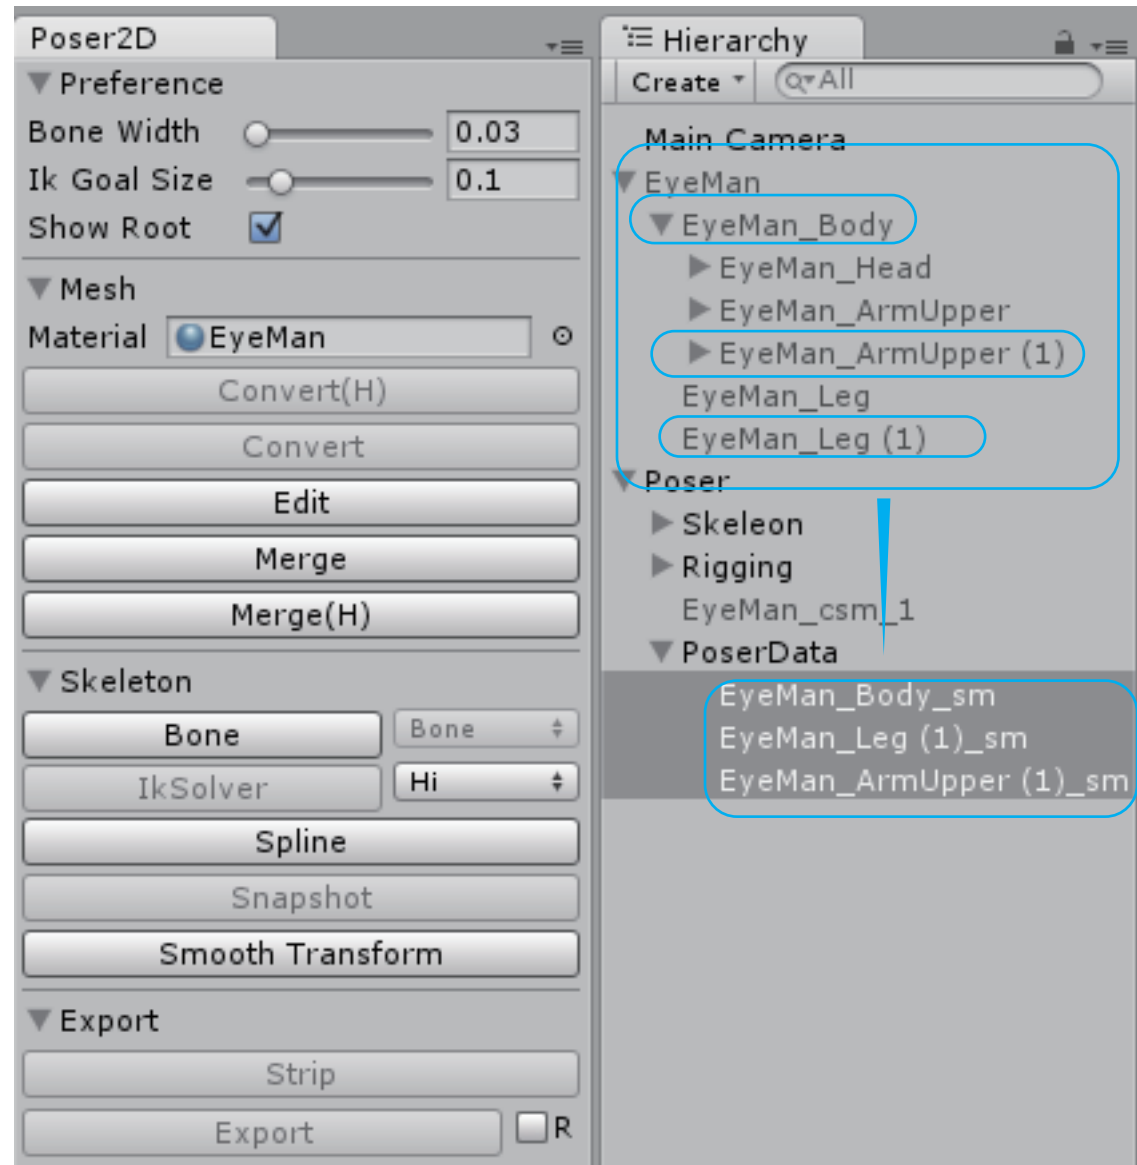 Poser2D
Preference
Bone Width 0.03
Ik Goal Size 0.1
Show Root
Mesh
Material EyeMan
Convert(H)
Convert
Edit
Merge
Merge(H)
Skeleton
Bone Bone
IkSolver Hi
Spline
Snapshot
Smooth Transform
Export
Strip
Export R
Hierarchy
Create All
Main Camera
EyeMan
EyeMan_Body
EyeMan_Head
EyeMan_ArmUpper
EyeMan_ArmUpper (1)
EyeMan_Leg
EyeMan_Leg (1)
Poser
Skeleon
Rigging
EyeMan_csm_1
PoserData
EyeMan_Body_sm
EyeMan_Leg (1)_sm
EyeMan_ArmUpper (1)_sm